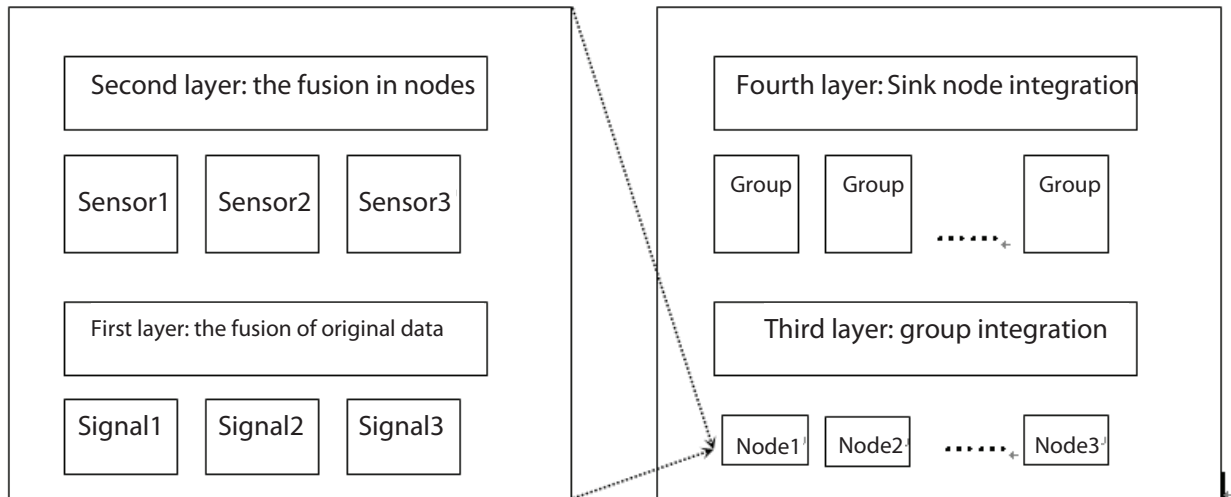 Second layer: the fusion in nodes
Sensor1 Sensor2 Sensor3
First layer: the fusion of original data
Signal1 Signal2 Signal3
Fourth layer: Sink node integration
Group Group ...... Group
Third layer: group integration
Node1 Node2 ...... Node3